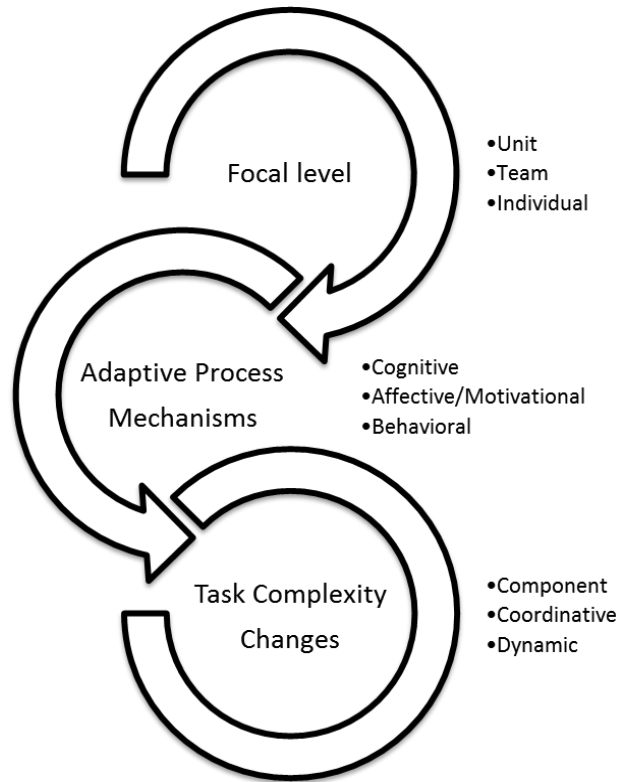 Focal level
•Unit
•Team
•Individual
Adaptive Process
Mechanisms
•Cognitive
•Affective/Motivational
•Behavioral
Task Complexity
Changes
•Component
•Coordinative
•Dynamic